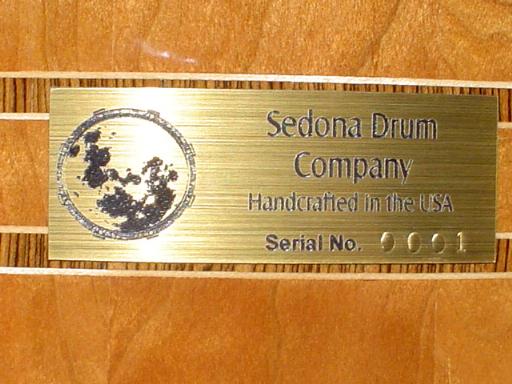 Sedona Drum
Company
Handcrafted in the USA
Serial No. 0001